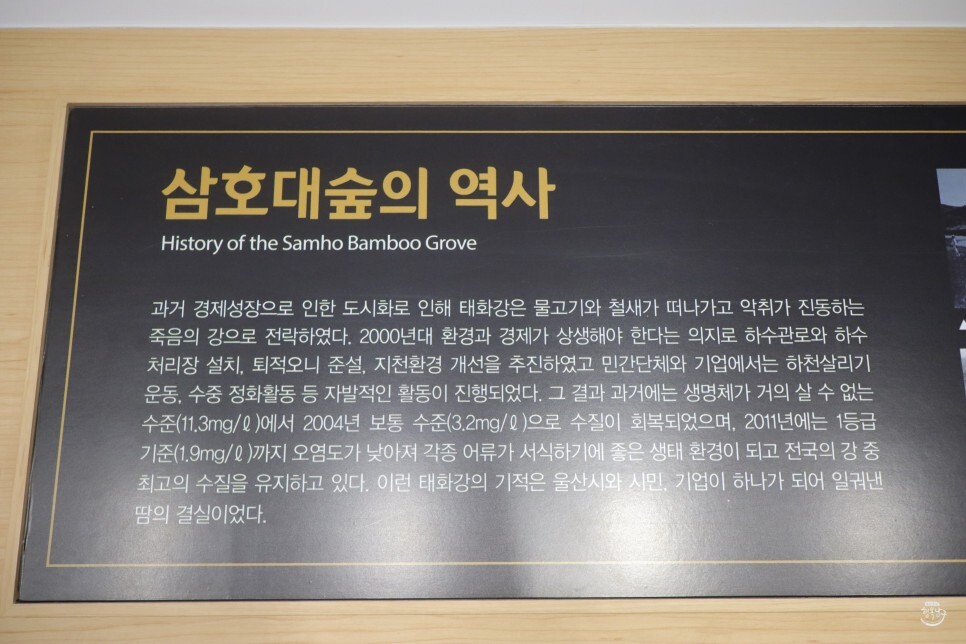 삼호대숲의 역사
History of the Samho Bamboo Grove
과거 경제성장으로 인한 도시화로 인해 태화강은 물고기와 철새가 떠나가고 악취가 진동하는
죽음의 강으로 전락하였다. 2000년대 환경과 경제가 상생해야 한다는 의지로 하수관로와 하수
처리장 설치, 퇴적오니 준설, 지천환경 개선을 추진하였고 민간단체와 기업에서는 하천살리기
운동, 수중 정화활동 등 자발적인 활동이 진행되었다. 그 결과 과거에는 생명체가 거의 살 수 없는
수준(11.3mg/ℓ)에서 2004년 보통 수준(3.2mg/ℓ)으로 수질이 회복되었으며, 2011년에는 1등급
기준(1.9mg/ℓ)까지 오염도가 낮아져 각종 어류가 서식하기에 좋은 생태 환경이 되고 전국의 강 중
최고의 수질을 유지하고 있다. 이런 태화강의 기적은 울산시와 시민, 기업이 하나가 되어 일궈낸
땀의 결실이었다.